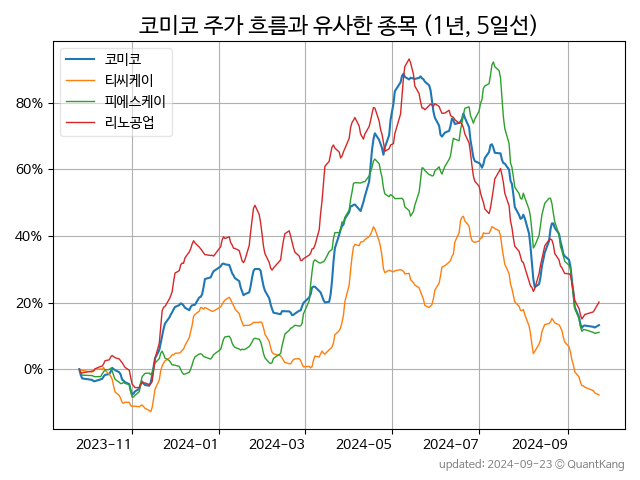 코미코 주가 흐름과 유사한 종목 (1년, 5일선)
코미코
티씨케이
피에스케이
리노공업
80%
60%
40%
20%
0%
2023-11
2024-01
2024-03
2024-05
2024-07
2024-09
updated: 2024-09-23 © QuantKang